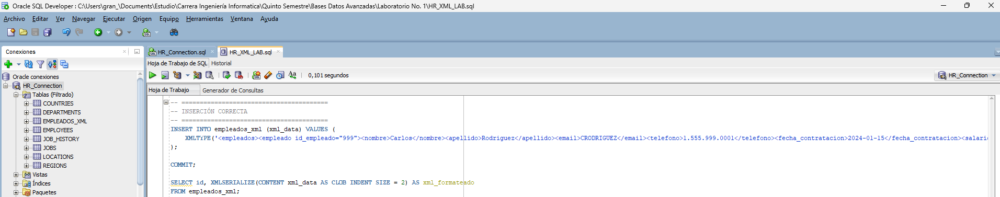 Oracle SQL Developer : C:\Users\gran_\Documents\Estudio\Carrera Ingeniería Informatica\Quinto Semestre\Bases Datos Avanzadas\Laboratorio No. 1\HR_XML_LAB.sql
Archivo Editar Ver Navegar Ejecutar Origen Equipo Herramientas Ventana Ayuda
Conexiones
HR_Connection.sql
HR_XML_LAB.sql
Hoja de Trabajo de SQL Historial
0,101 segundos
HR_Connection
Hoja de Trabajo Generador de Consultas
Oracle conexiones
HR_Connection
Tablas (Filtrado)
COUNTRIES
DEPARTMENTS
EMPLEADOS_XML
EMPLOYEES
JOB_HISTORY
JOBS
LOCATIONS
REGIONS
Vistas
Índices
Paquetes
-- ========================================
-- INSERCIÓN CORRECTA
-- ========================================
INSERT INTO empleados_xml (xml_data) VALUES (
XMLTYPE('<empleados><empleado id_empleado="999"><nombre>Carlos</nombre><apellido>Rodriguez</apellido><email>CRODRIGUEZ</email><telefono>1.555.999.0001</telefono><fecha_contratacion>2024-01-15</fecha_contratacion><salari
);
COMMIT;
SELECT id, XMLSERIALIZE(CONTENT xml_data AS CLOB INDENT SIZE = 2) AS xml_formateado
FROM empleados_xml;